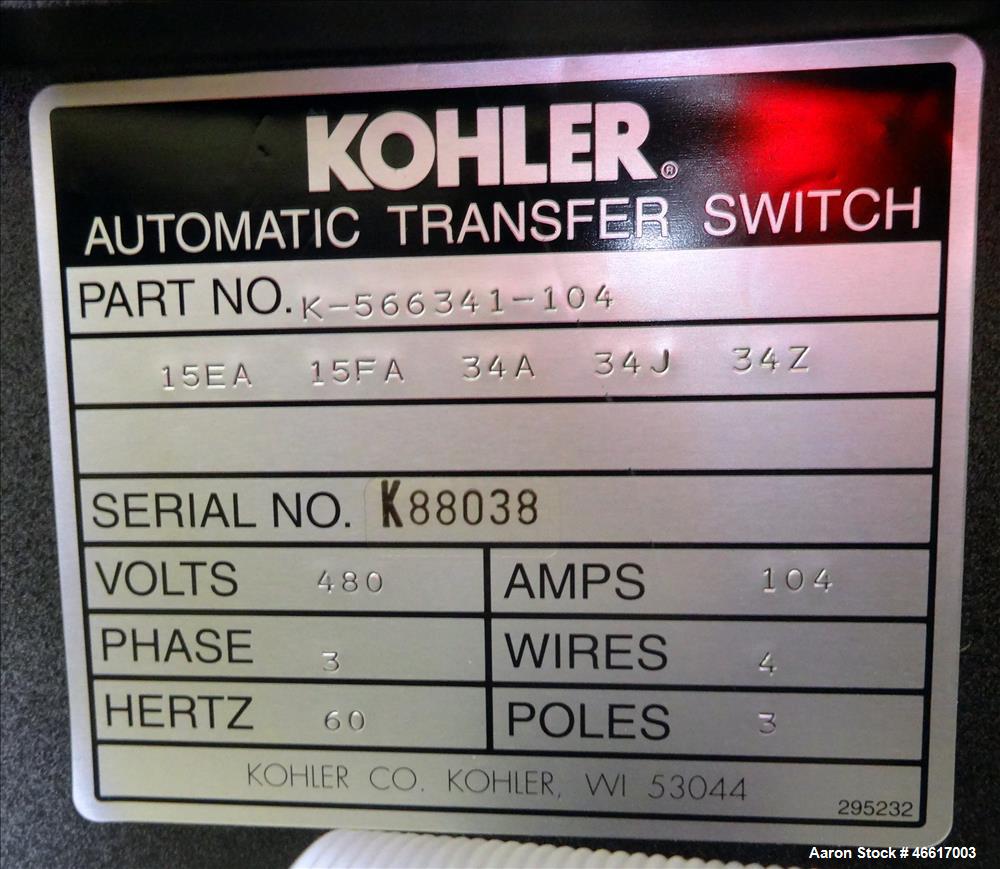 KOHLER®
AUTOMATIC TRANSFER SWITCH
PART NO. K-566341-104
15EA 15FA 34A 34J 34Z
SERIAL NO. K88038
VOLTS 480 AMPS 104
PHASE 3 WIRES 4
HERTZ 60 POLES 3
KOHLER CO. KOHLER, WI 53044
295232
Aaron Stock # 46617003